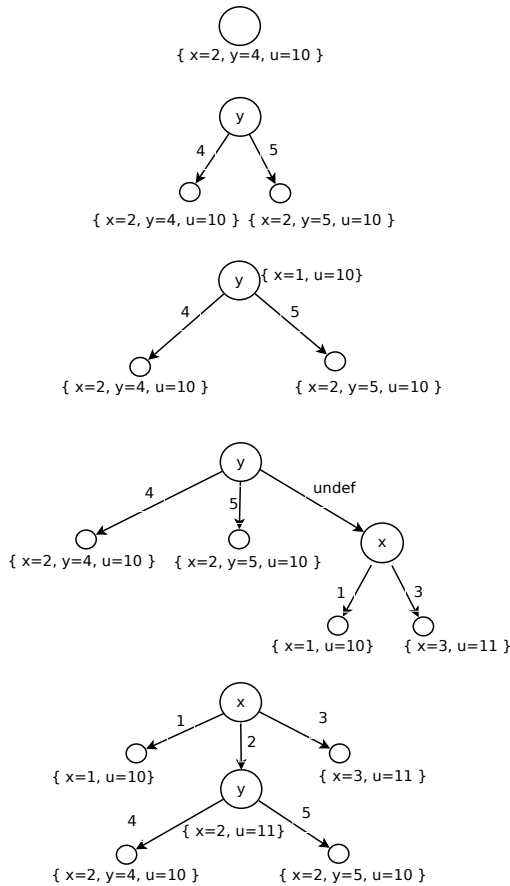 { x=2, y=4, u=10 }
y
4 5
{ x=2, y=4, u=10 } { x=2, y=5, u=10 }
y { x=1, u=10}
4 5
{ x=2, y=4, u=10 } { x=2, y=5, u=10 }
y
4 5 undef
{ x=2, y=4, u=10 } { x=2, y=5, u=10 } x
1 3
{ x=1, u=10} { x=3, u=11 }
x
1 2 3
{ x=1, u=10} { x=3, u=11 }
y
4 { x=2, u=11} 5
{ x=2, y=4, u=10 } { x=2, y=5, u=10 }